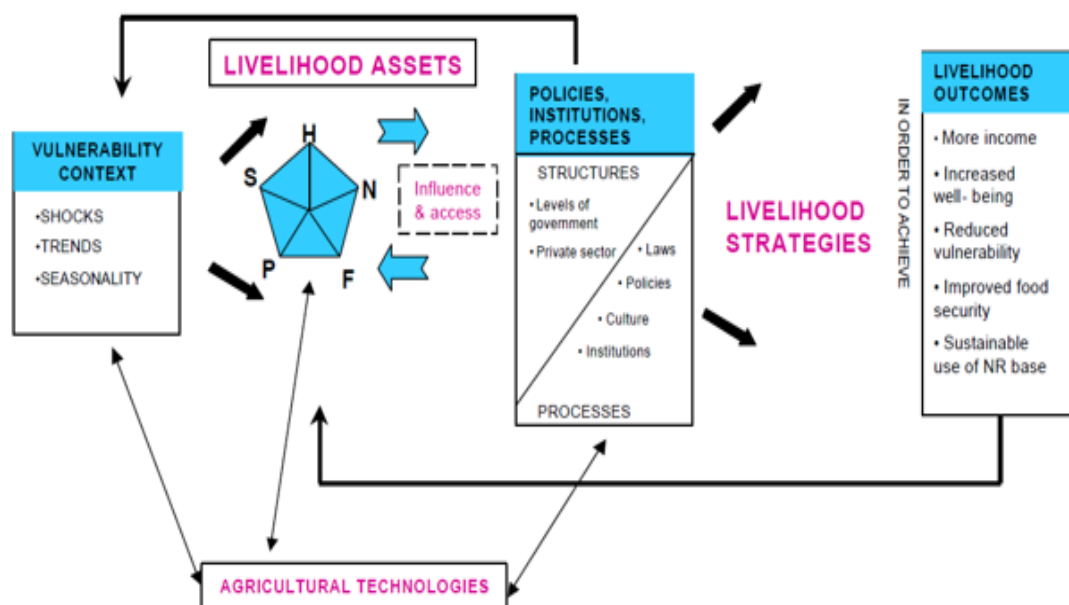 LIVELIHOOD ASSETS
VULNERABILITY
CONTEXT
•SHOCKS
•TRENDS
•SEASONALITY
H
S
N
P
F
Influence
& access
POLICIES,
INSTITUTIONS,
PROCESSES
STRUCTURES
• Levels of
government
• Private sector
• Laws
• Policies
• Culture
• Institutions
PROCESSES
LIVELIHOOD
STRATEGIES
IN ORDER TO ACHIEVE
LIVELIHOOD
OUTCOMES
• More income
• Increased
well- being
• Reduced
vulnerability
• Improved food
security
• Sustainable
use of NR base
AGRICULTURAL TECHNOLOGIES